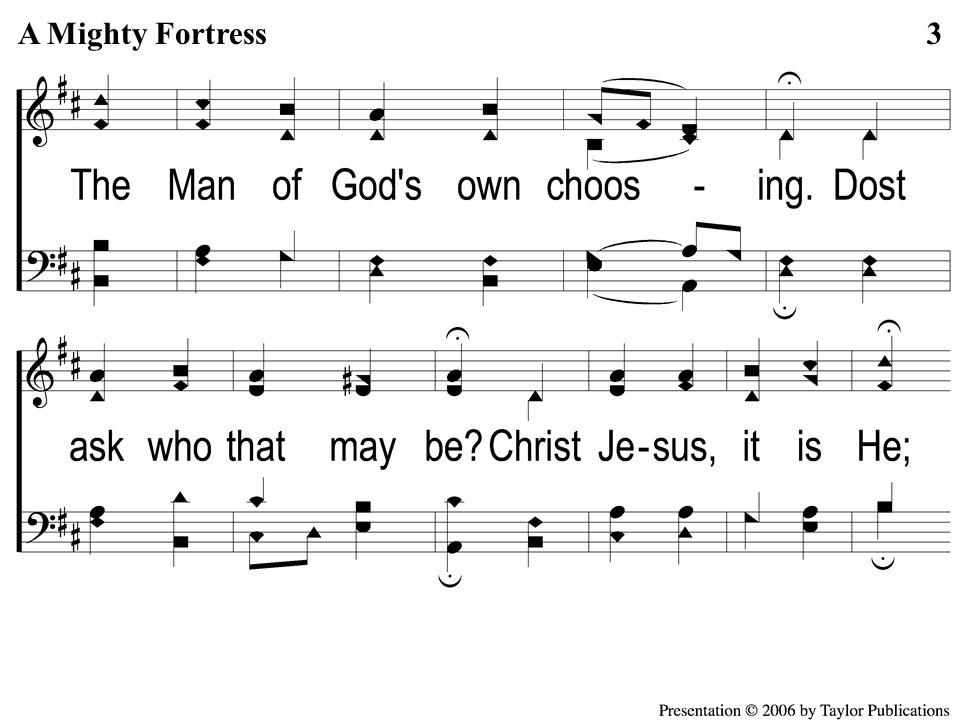 A Mighty Fortress 3
The Man of God's own choos - ing. Dost
ask who that may be? Christ Je-sus, it is He;
Presentation © 2006 by Taylor Publications